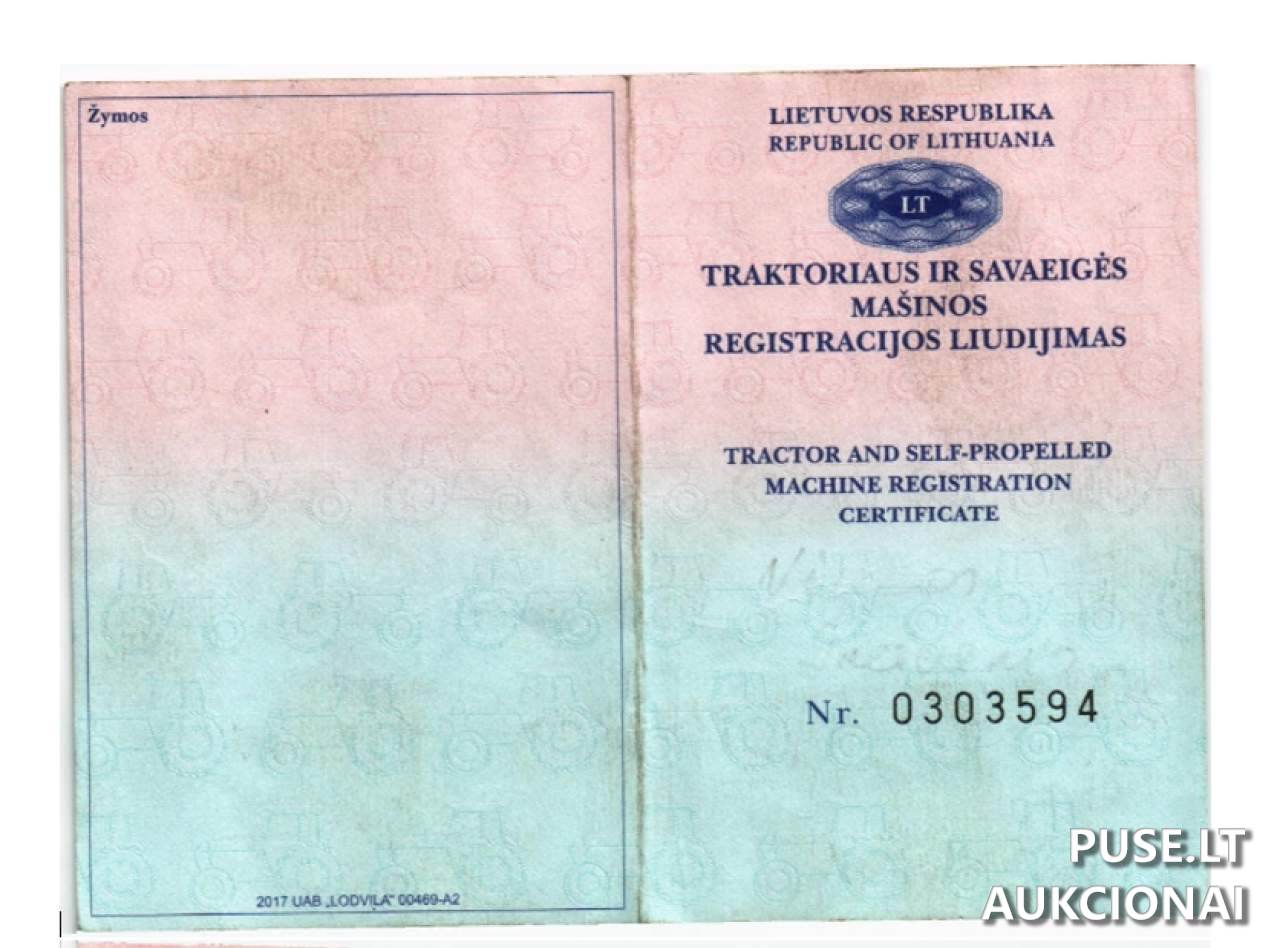 Žymos
2017 UAB „LODVILA“ 00469-A2
LIETUVOS RESPUBLIKA
REPUBLIC OF LITHUANIA
LT
TRAKTORIAUS IR SAVAEIGĖS
MAŠINOS
REGISTRACIJOS LIUDIJIMAS
TRACTOR AND SELF-PROPELLED
MACHINE REGISTRATION
CERTIFICATE
Nr. 0303594
PUSE.LT
AUKCIONAI